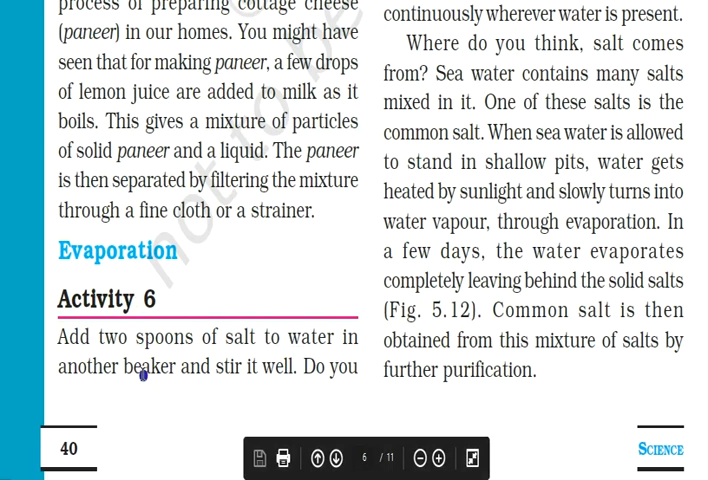 process of preparing cottage cheese
(paneer) in our homes. You might have
seen that for making paneer, a few drops
of lemon juice are added to milk as it
boils. This gives a mixture of particles
of solid paneer and a liquid. The paneer
is then separated by filtering the mixture
through a fine cloth or a strainer.
Evaporation
Activity 6
Add two spoons of salt to water in
another beaker and stir it well. Do you
continuously wherever water is present.
Where do you think, salt comes
from? Sea water contains many salts
mixed in it. One of these salts is the
common salt. When sea water is allowed
to stand in shallow pits, water gets
heated by sunlight and slowly turns into
water vapour, through evaporation. In
a few days, the water evaporates
completely leaving behind the solid salts
(Fig. 5.12). Common salt is then
obtained from this mixture of salts by
further purification.
not to be
40
SCIENCE
6 / 11